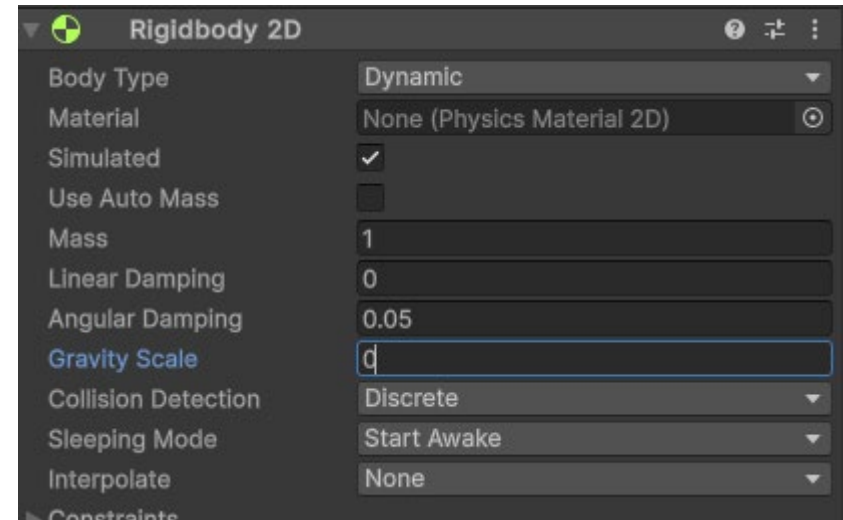 Rigidbody 2D
Body Type Dynamic
Material None (Physics Material 2D)
Simulated
Use Auto Mass
Mass 1
Linear Damping 0
Angular Damping 0.05
Gravity Scale 0
Collision Detection Discrete
Sleeping Mode Start Awake
Interpolate None
Constraints